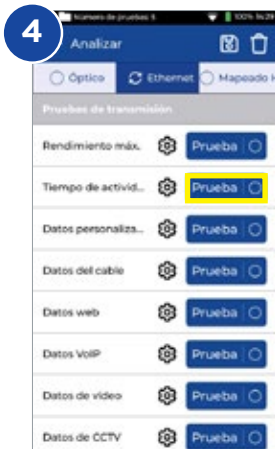 4
Número de pruebas: 1
100%
Analizar
Óptico Ethernet Mapeado
Pruebas de transmisión
Rendimiento máx. Prueba
Tiempo de activid... Prueba
Datos personaliza... Prueba
Datos del cable Prueba
Datos web Prueba
Datos VoIP Prueba
Datos de vídeo Prueba
Datos de CCTV Prueba